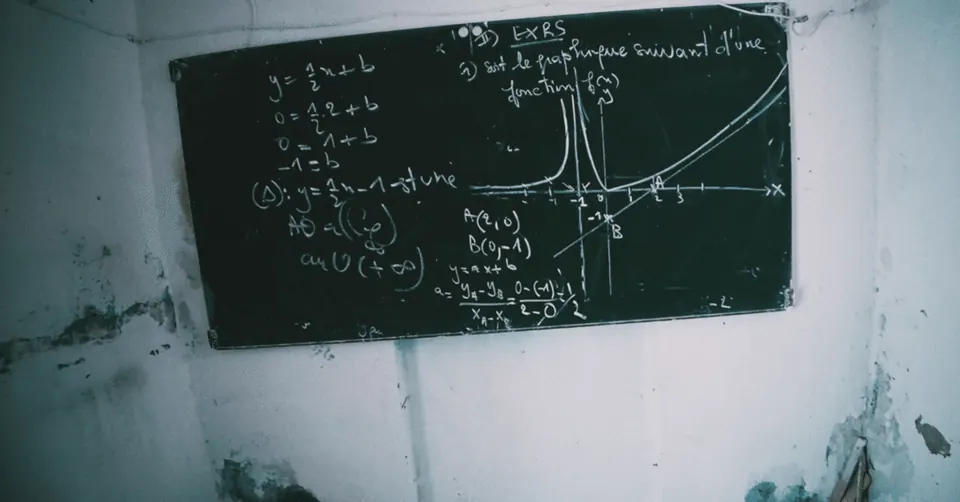 y = 1/2 x + b
0 = 1/2 . 2 + b
0 = 1 + b
-1 = b
(Δ): y = 1/2 x - 1 est une
AO
au V(+∞)
II) EXRS
1) soit le graphique suivant d'une
fonction f(x)
y
-1 0 2 3 X
A
-1
B
A(2,0)
B(0,-1)
y = ax + b
a = yA - yB / xA - xB = 0-(-1) / 2-0 = 1/2